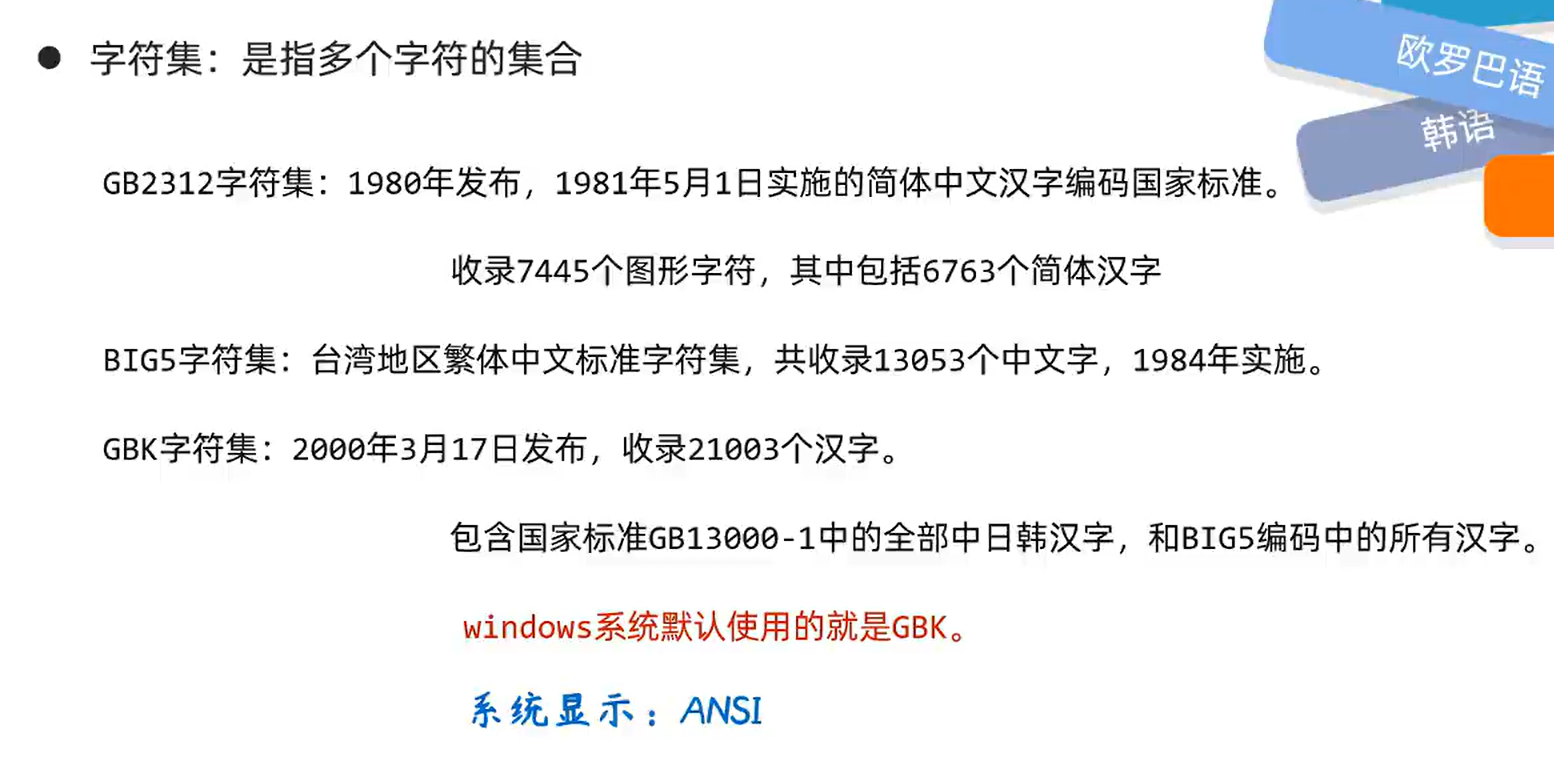 ● 字符集：是指多个字符的集合
欧罗巴语
韩语
GB2312字符集：1980年发布，1981年5月1日实施的简体中文汉字编码国家标准。
收录7445个图形字符，其中包括6763个简体汉字
BIG5字符集：台湾地区繁体中文标准字符集，共收录13053个中文字，1984年实施。
GBK字符集：2000年3月17日发布，收录21003个汉字。
包含国家标准GB13000-1中的全部中日韩汉字，和BIG5编码中的所有汉字。
windows系统默认使用的就是GBK。
系统显示：ANSI